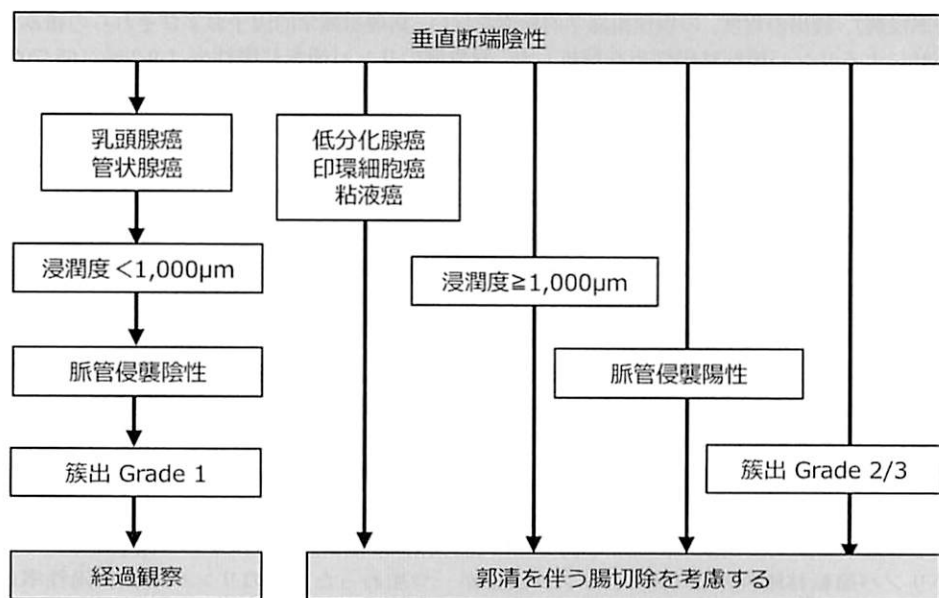 垂直断端陰性
乳頭腺癌
管状腺癌
低分化腺癌
印環細胞癌
粘液癌
浸潤度＜1,000µm
浸潤度≧1,000µm
脈管侵襲陰性
脈管侵襲陽性
簇出 Grade 1
簇出 Grade 2/3
経過観察
郭清を伴う腸切除を考慮する